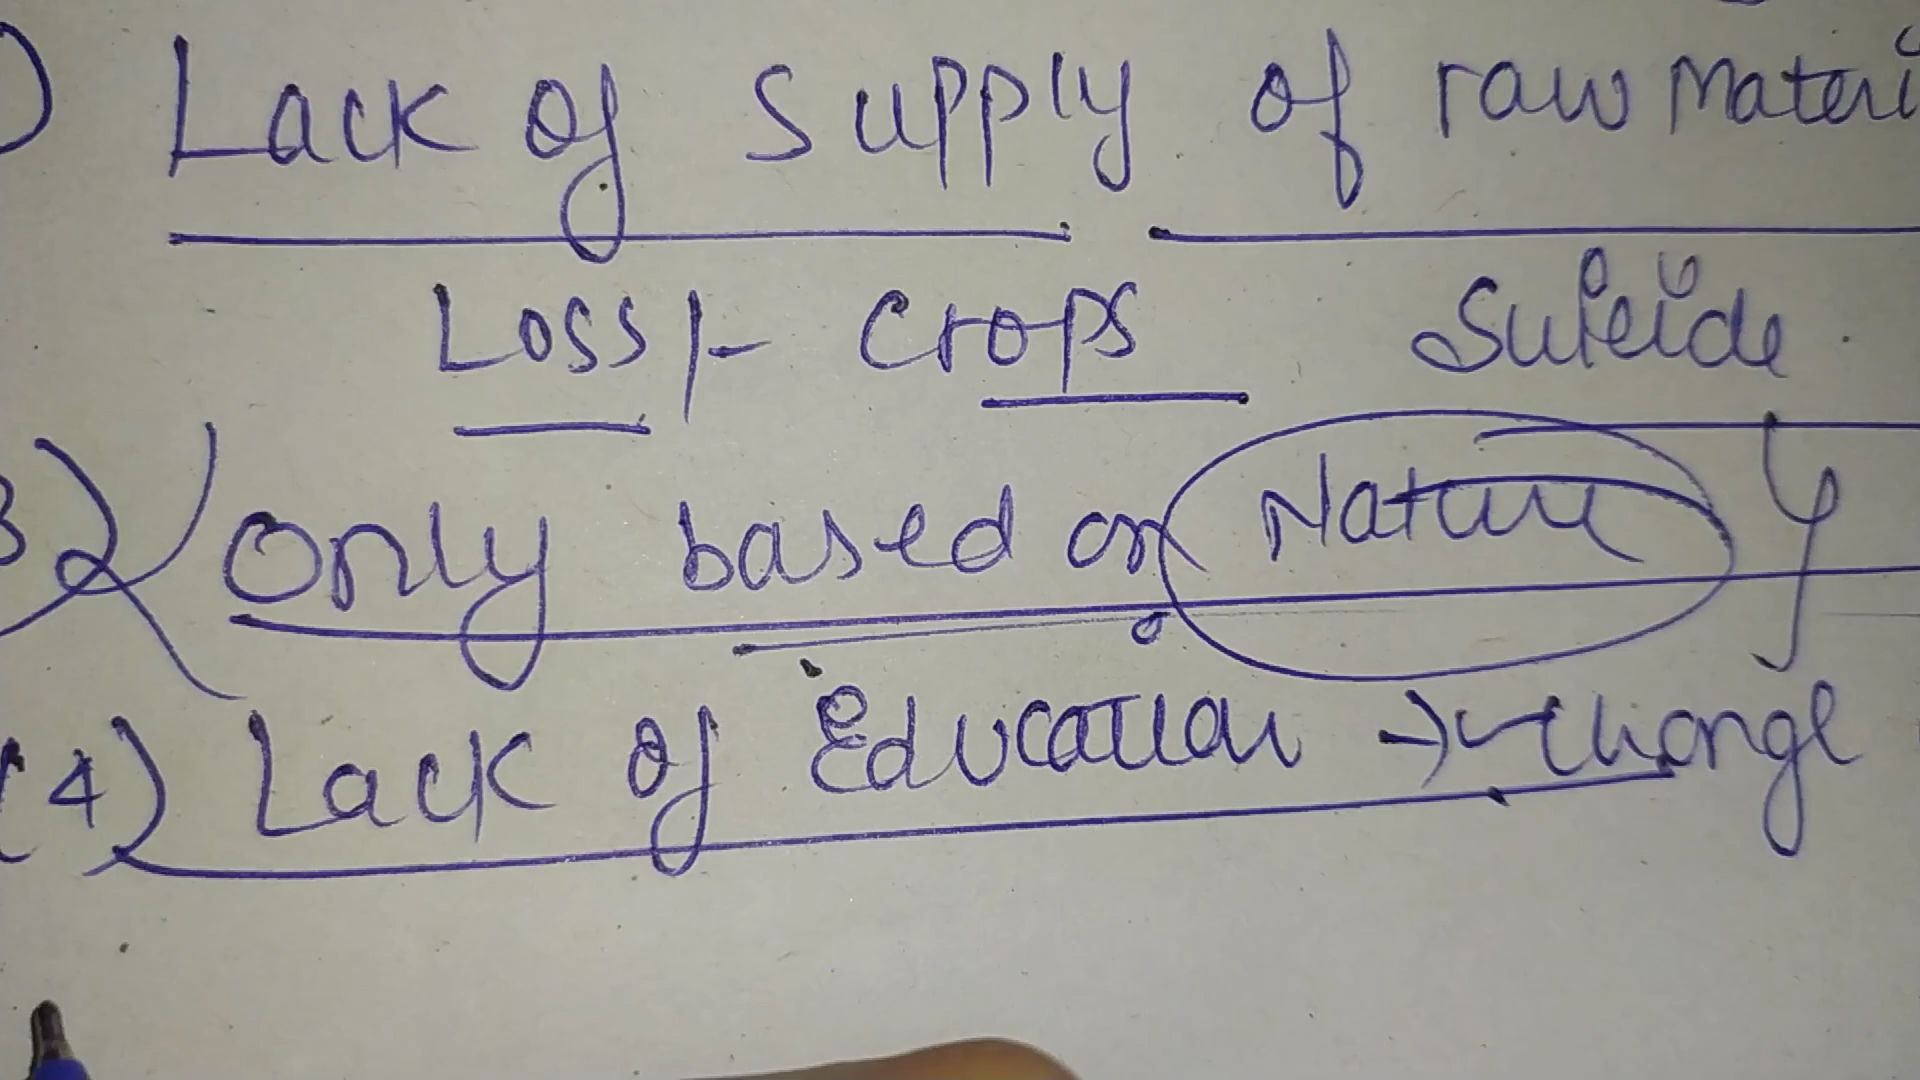 ) Lack of supply of raw Materi
Loss :- Crops Suicide
3) Only based on Nature
(4) Lack of Education → change